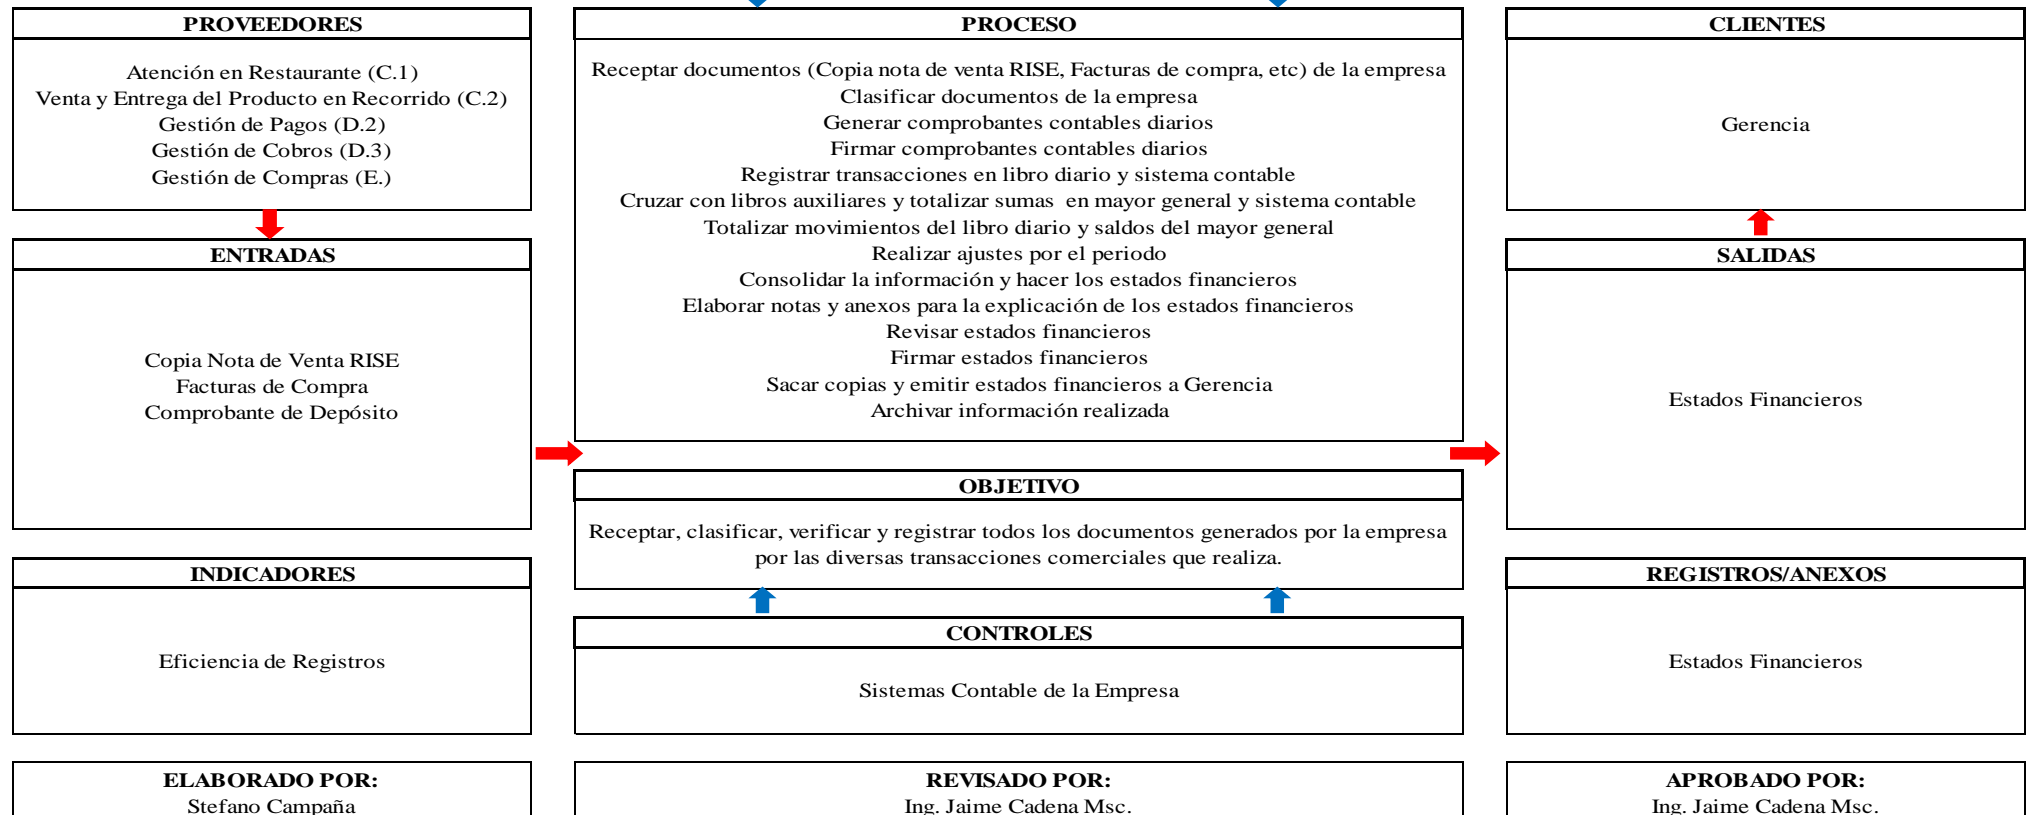 PROVEEDORES
Atención en Restaurante (C.1)
Venta y Entrega del Producto en Recorrido (C.2)
Gestión de Pagos (D.2)
Gestión de Cobros (D.3)
Gestión de Compras (E.)
ENTRADAS
Copia Nota de Venta RISE
Facturas de Compra
Comprobante de Depósito
INDICADORES
Eficiencia de Registros
ELABORADO POR:
Stefano Campaña
PROCESO
Receptar documentos (Copia nota de venta RISE, Facturas de compra, etc) de la empresa
Clasificar documentos de la empresa
Generar comprobantes contables diarios
Firmar comprobantes contables diarios
Registrar transacciones en libro diario y sistema contable
Cruzar con libros auxiliares y totalizar sumas en mayor general y sistema contable
Totalizar movimientos del libro diario y saldos del mayor general
Realizar ajustes por el periodo
Consolidar la información y hacer los estados financieros
Elaborar notas y anexos para la explicación de los estados financieros
Revisar estados financieros
Firmar estados financieros
Sacar copias y emitir estados financieros a Gerencia
Archivar información realizada
OBJETIVO
Receptar, clasificar, verificar y registrar todos los documentos generados por la empresa
por las diversas transacciones comerciales que realiza.
CONTROLES
Sistemas Contable de la Empresa
REVISADO POR:
Ing. Jaime Cadena Msc.
CLIENTES
Gerencia
SALIDAS
Estados Financieros
REGISTROS/ANEXOS
Estados Financieros
APROBADO POR:
Ing. Jaime Cadena Msc.